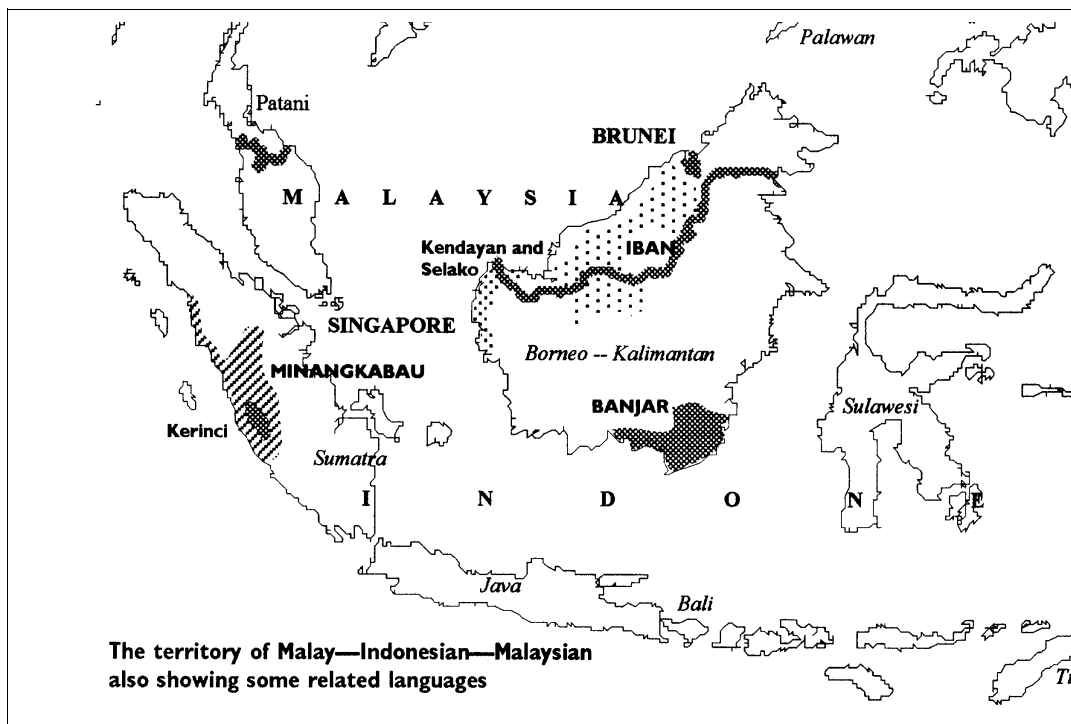 Palawan
Patani
BRUNEI
MALAYSIA
Kendayan and
Selako
IBAN
SINGAPORE
Borneo -- Kalimantan
MINANGKABAU
BANJAR
Sulawesi
Kerinci
Sumatra
I N D O N E
Java
Bali
The territory of Malay—Indonesian—Malaysian
also showing some related languages